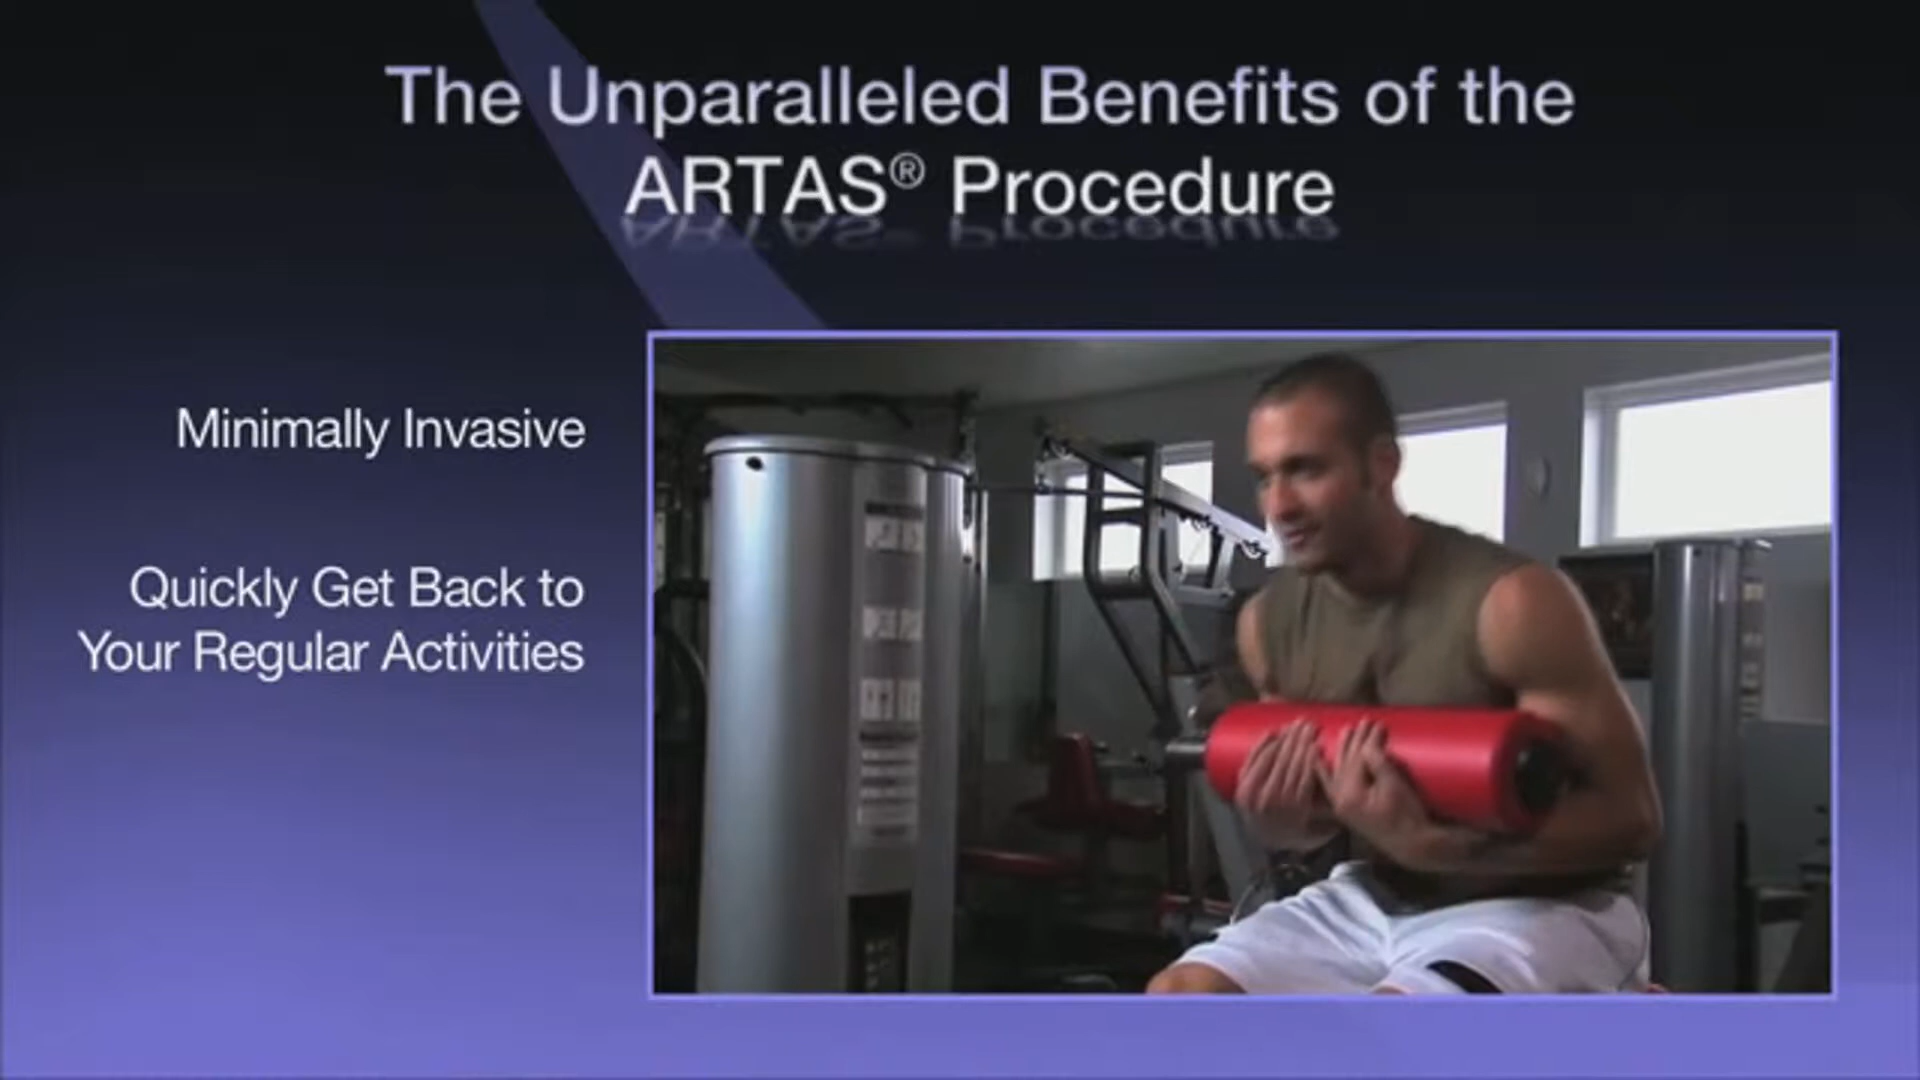 The Unparalleled Benefits of the
ARTAS® Procedure
Minimally Invasive
Quickly Get Back to
Your Regular Activities